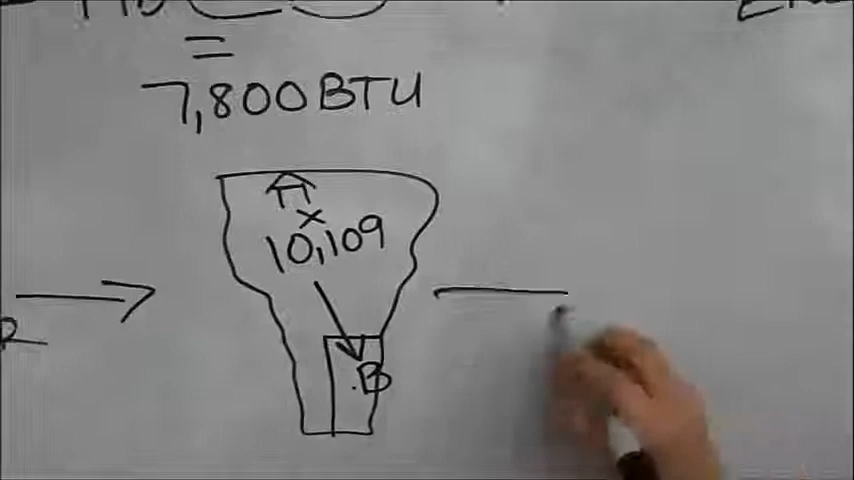 =
7,800 BTU
×
10,109
.B